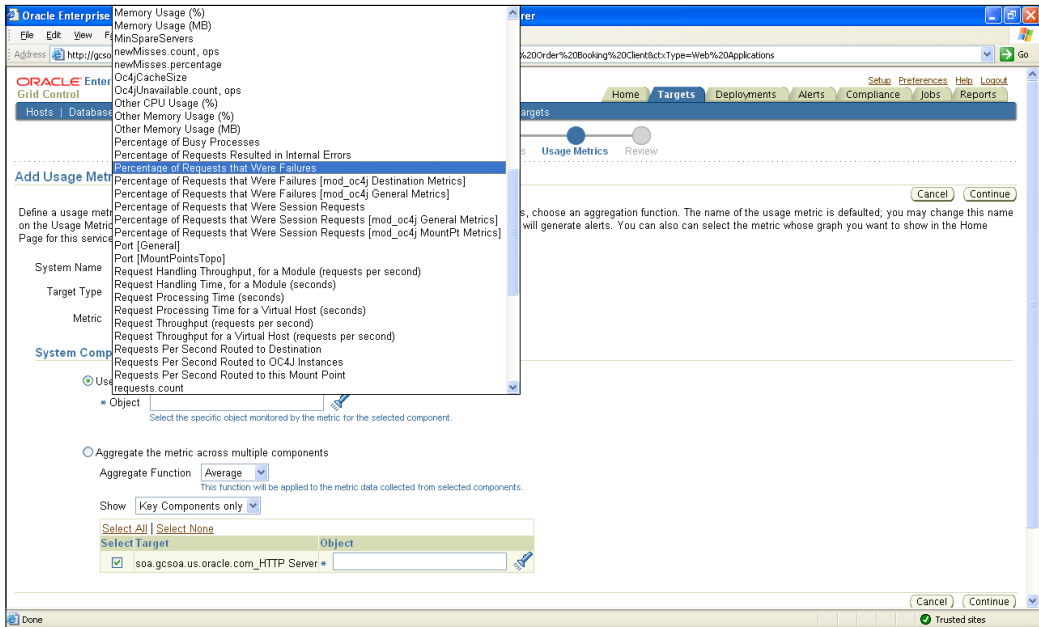 Oracle Enterprise
rer
File Edit View Fa
Address http://gcso
%20Order%20Booking%20Client&ctxType=Web%20Applications
Go
Memory Usage (%)
Memory Usage (MB)
MinSpareServers
newMisses.count, ops
newMisses.percentage
Oc4jCacheSize
Oc4jUnavailable.count, ops
Other CPU Usage (%)
Other Memory Usage (%)
Other Memory Usage (MB)
Percentage of Busy Processes
Percentage of Requests Resulted in Internal Errors
Percentage of Requests that Were Failures
Percentage of Requests that Were Failures [mod_oc4j Destination Metrics]
Percentage of Requests that Were Failures [mod_oc4j General Metrics]
Percentage of Requests that Were Session Requests
Percentage of Requests that Were Session Requests [mod_oc4j General Metrics]
Percentage of Requests that Were Session Requests [mod_oc4j MountPt Metrics]
Port [General]
Port [MountPointsTopo]
Request Handling Throughput, for a Module (requests per second)
Request Handling Time, for a Module (seconds)
Request Processing Time (seconds)
Request Processing Time for a Virtual Host (seconds)
Request Throughput (requests per second)
Request Throughput for a Virtual Host (requests per second)
Requests Per Second Routed to Destination
Requests Per Second Routed to OC4J Instances
Requests Per Second Routed to this Mount Point
requests.count
ORACLE Enter
Grid Control
Setup Preferences Help Logout
Home Targets Deployments Alerts Compliance Jobs Reports
Hosts | Database
argets
s Usage Metrics Review
Add Usage Metr
Cancel Continue
Define a usage metr
s, choose an aggregation function. The name of the usage metric is defaulted; you may change this name
on the Usage Metric
will generate alerts. You can also can select the metric whose graph you want to show in the Home
Page for this service
System Name
Target Type
Metric
System Comp
Use
* Object
Select the specific object monitored by the metric for the selected component.
Aggregate the metric across multiple components
Aggregate Function Average
This function will be applied to the metric data collected from selected components.
Show Key Components only
Select All | Select None
Select Target Object
soa.gcsoa.us.oracle.com_HTTP Server *
Cancel Continue
Done
Trusted sites